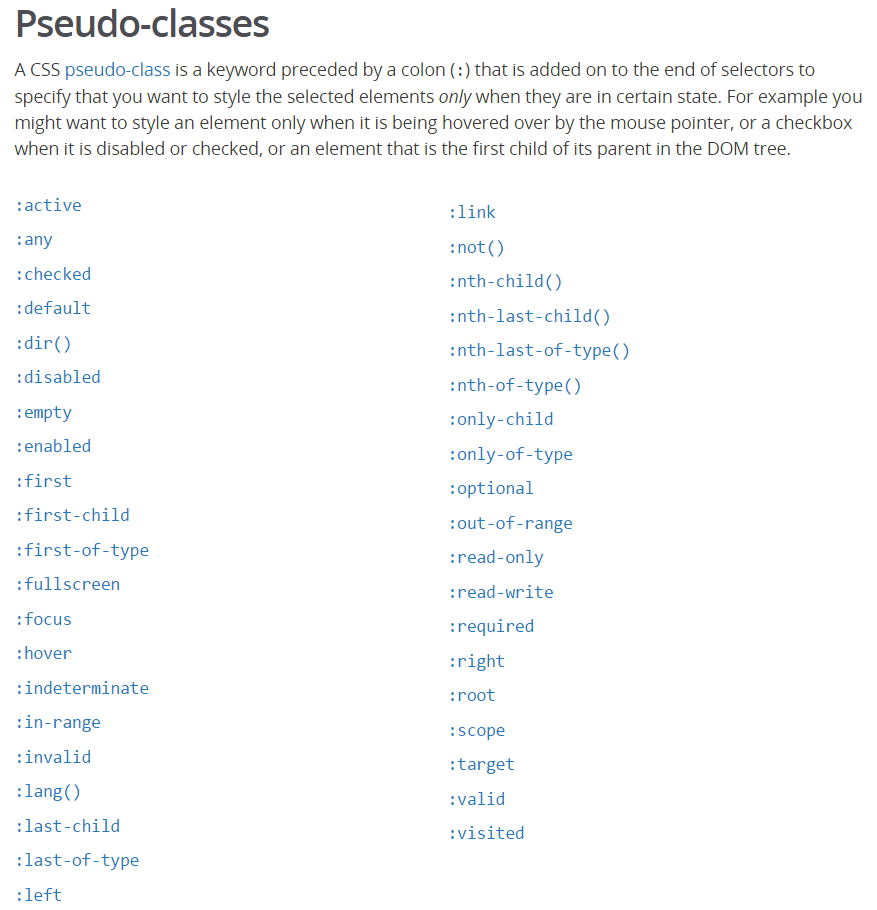 Pseudo-classes
A CSS pseudo-class is a keyword preceded by a colon (:) that is added on to the end of selectors to
specify that you want to style the selected elements only when they are in certain state. For example you
might want to style an element only when it is being hovered over by the mouse pointer, or a checkbox
when it is disabled or checked, or an element that is the first child of its parent in the DOM tree.
:active
:any
:checked
:default
:dir()
:disabled
:empty
:enabled
:first
:first-child
:first-of-type
:fullscreen
:focus
:hover
:indeterminate
:in-range
:invalid
:lang()
:last-child
:last-of-type
:left
:link
:not()
:nth-child()
:nth-last-child()
:nth-last-of-type()
:nth-of-type()
:only-child
:only-of-type
:optional
:out-of-range
:read-only
:read-write
:required
:right
:root
:scope
:target
:valid
:visited